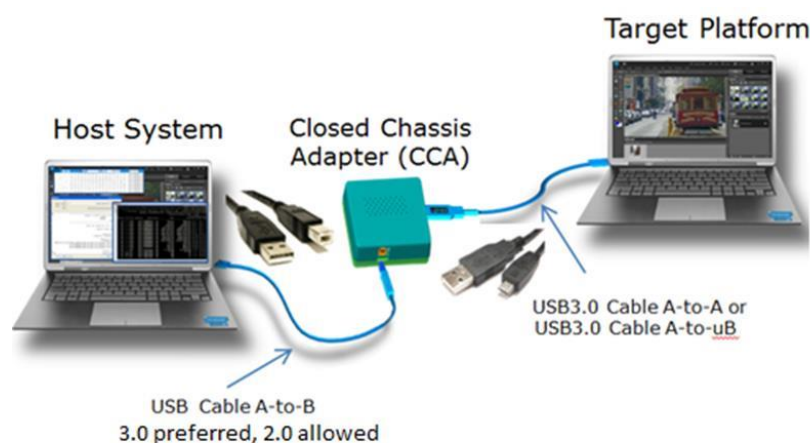 Target Platform
Host System
Closed Chassis
Adapter (CCA)
USB3.0 Cable A-to-A or
USB3.0 Cable A-to-uB
USB Cable A-to-B
3.0 preferred, 2.0 allowed